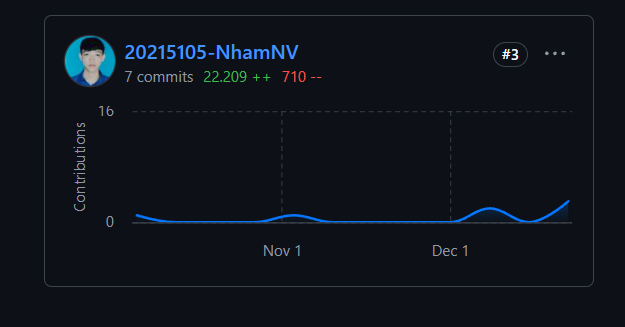 20215105-NhamNV
#3
7 commits 22.209 ++ 710 --
16
Contributions
0
Nov 1 Dec 1